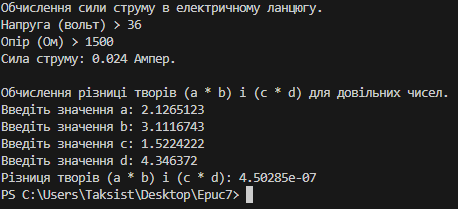 Обчислення сили струму в електричному ланцюгу.
Напруга (вольт) > 36
Опір (Ом) > 1500
Сила струму: 0.024 Ампер.

Обчислення різниці творів (a * b) і (c * d) для довільних чисел.
Введіть значення a: 2.1265123
Введіть значення b: 3.1116743
Введіть значення c: 1.5224222
Введіть значення d: 4.346372
Різниця творів (a * b) і (c * d): 4.50285e-07
PS C:\Users\Taksist\Desktop\Epuc7>